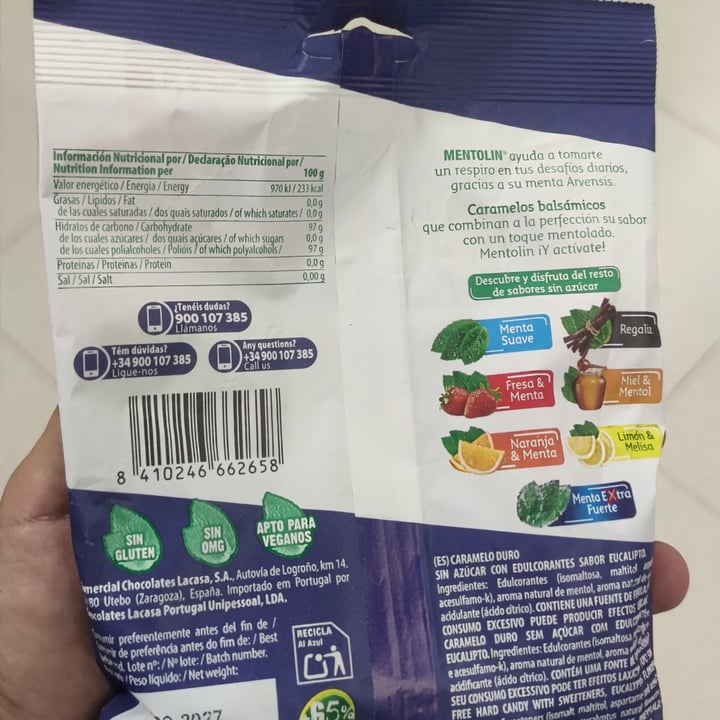 Información Nutricional por / Declaração Nutricional por/
Nutrition Information per 100 g
Valor energético / Energia / Energy 970 kJ / 233 kcal
Grasas / Lípidos / Fat 0,0 g
de las cuales saturadas / dos quais saturados / of which saturates / 0,0 g
Hidratos de carbono / Carbohydrate 97 g
de los cuales azúcares / dos quais açúcares / of which sugars 0,0 g
de los cuales polialcoholes / Polióis / of which polyalcohols / 97 g
Proteínas / Proteínas / Protein 0,0 g
Sal / Sal / Salt 0,00 g
¿Tenéis dudas?
900 107 385
Llámanos
Têm dúvidas?
+34 900 107 385
Ligue-nos
Any questions?
+34 900 107 385
Call us
8 410246 662658
SIN
GLUTEN
SIN
OMG
APTO PARA
VEGANOS
Chocolates Lacasa, S.A., Autovía de Logroño, km 14,
80 Utebo (Zaragoza), España. Importado em Portugal por
Lacasa Portugal Unipessoal, LDA.
preferentemente antes del fin de /
de preferência antes do fim de: / Best
Lote nº: / Nº lote: / Batch number.
/ Peso líquido: / Net weight:
RECICLA
Al Azul
2027
65%
MENTOLIN® ayuda a tomarte
un respiro en tus desafíos diarios,
gracias a su menta Arvensis.
Caramelos balsámicos
que combinan a la perfección su sabor
con un toque mentolado.
Mentolin ¡Y actívate!
Descubre y disfruta del resto
de sabores sin azúcar
Menta
Suave
Regaliz
Fresa &
Menta
Miel &
Mentol
Naranja
& Menta
Limón &
Melisa
Menta EXtra
Fuerte
(ES) CARAMELO DURO
SIN AZÚCAR CON EDULCORANTES SABOR EUCALIPTO.
Ingredientes: Edulcorantes (isomaltosa, maltitol
acesulfamo-k), aroma natural de mentol, aroma
acidulante (ácido cítrico). CONTIENE UNA FUENTE DE
CONSUMO EXCESIVO PUEDE PRODUCIR EFECTOS
CARAMELO DURO SEM AÇÚCAR COM
EUCALIPTO. Ingredientes: Edulcorantes (isomaltosa
e acesulfamo-k), aroma natural de mentol, aroma
acidificante (ácido cítrico). CONTÉM UMA FONTE
SEU CONSUMO EXCESSIVO PODE TER EFEITOS
FREE HARD CANDY WITH SWEETENERS,
(isomalt, maltitol, aspartame
natural